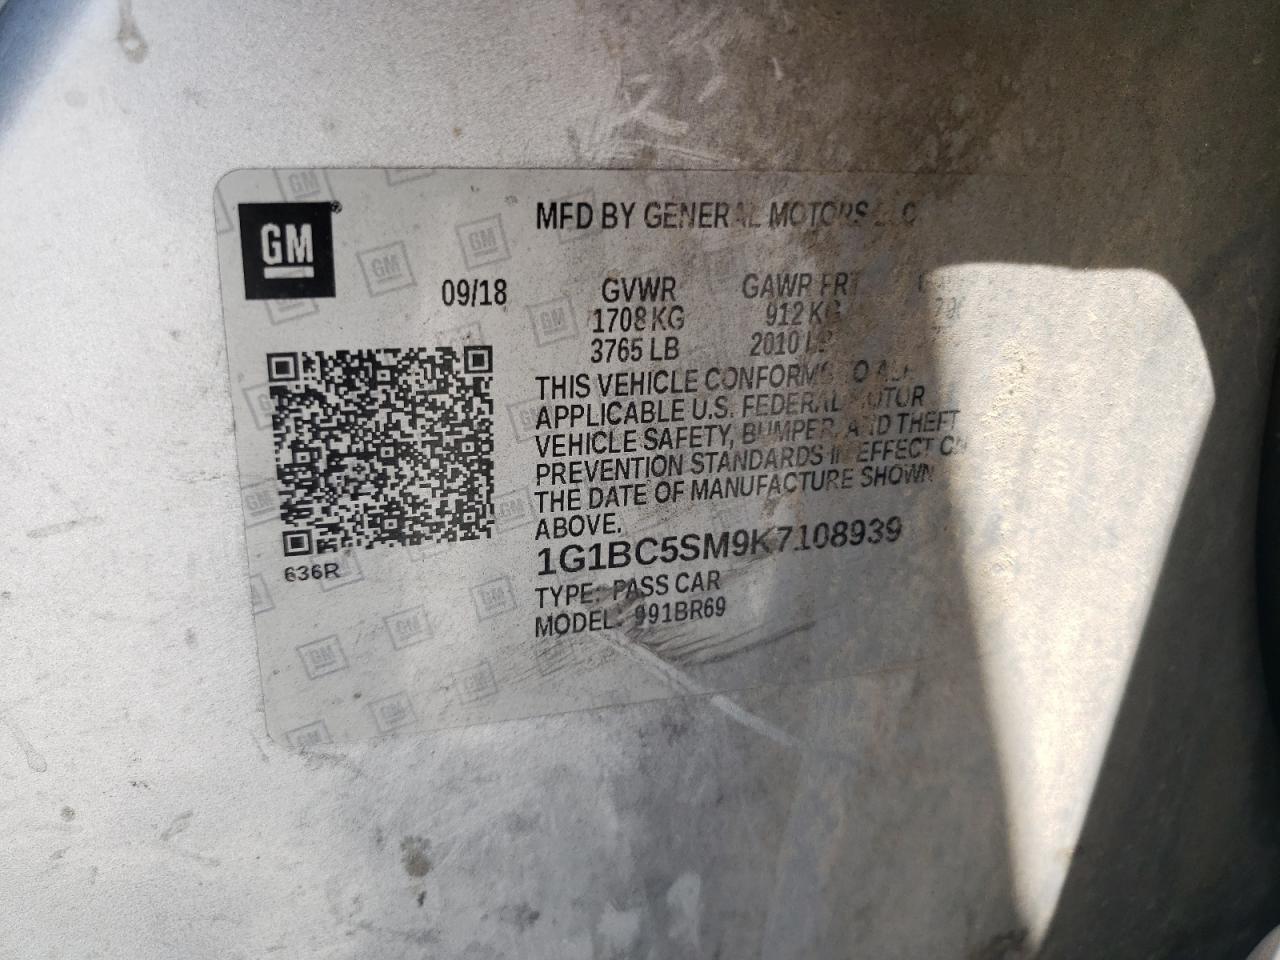 GM
MFD BY GENERAL MOTORS LLC
09/18
GVWR GAWR FRT
1708 KG 912 KG
3765 LB 2010 LB
THIS VEHICLE CONFORMS TO ALL
APPLICABLE U.S. FEDERAL MOTOR
VEHICLE SAFETY, BUMPER, AND THEFT
PREVENTION STANDARDS IN EFFECT ON
THE DATE OF MANUFACTURE SHOWN
ABOVE.
1G1BC5SM9K7108939
TYPE: PASS CAR
MODEL: 991BR69
636R